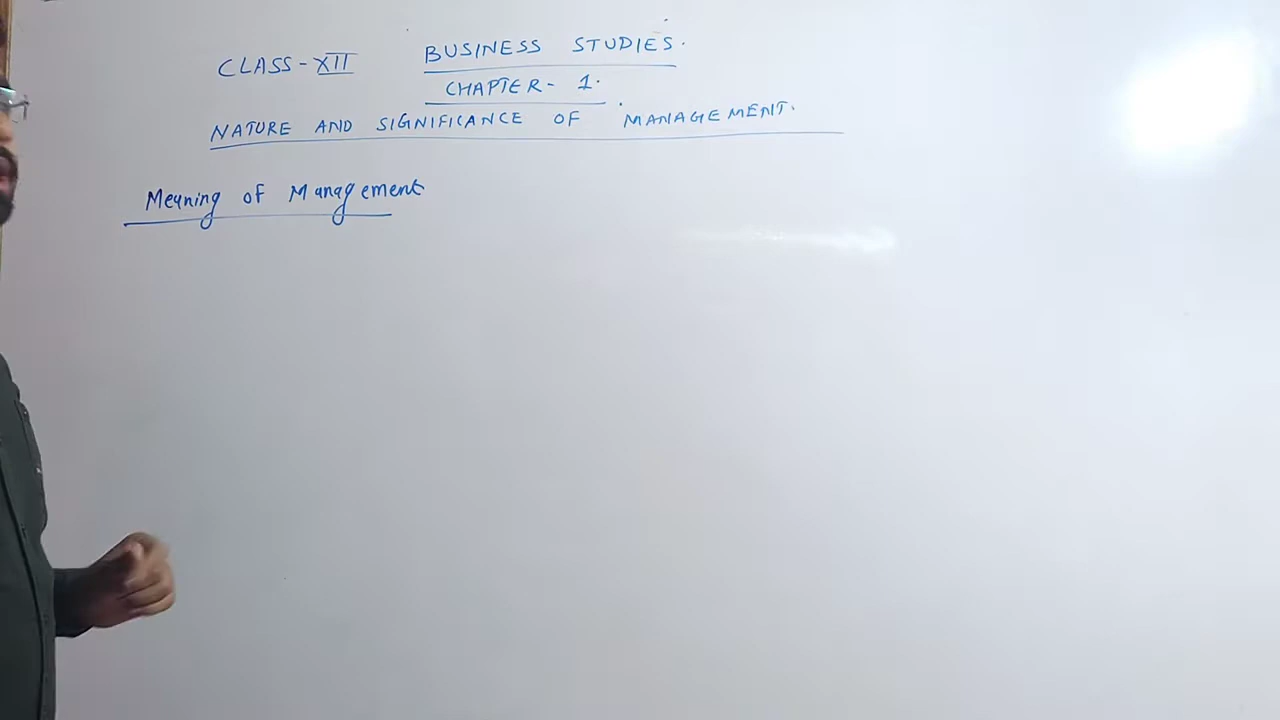 CLASS-XII BUSINESS STUDIES.
CHAPTER- 1.
NATURE AND SIGNIFICANCE OF MANAGEMENT.
Meaning of Management